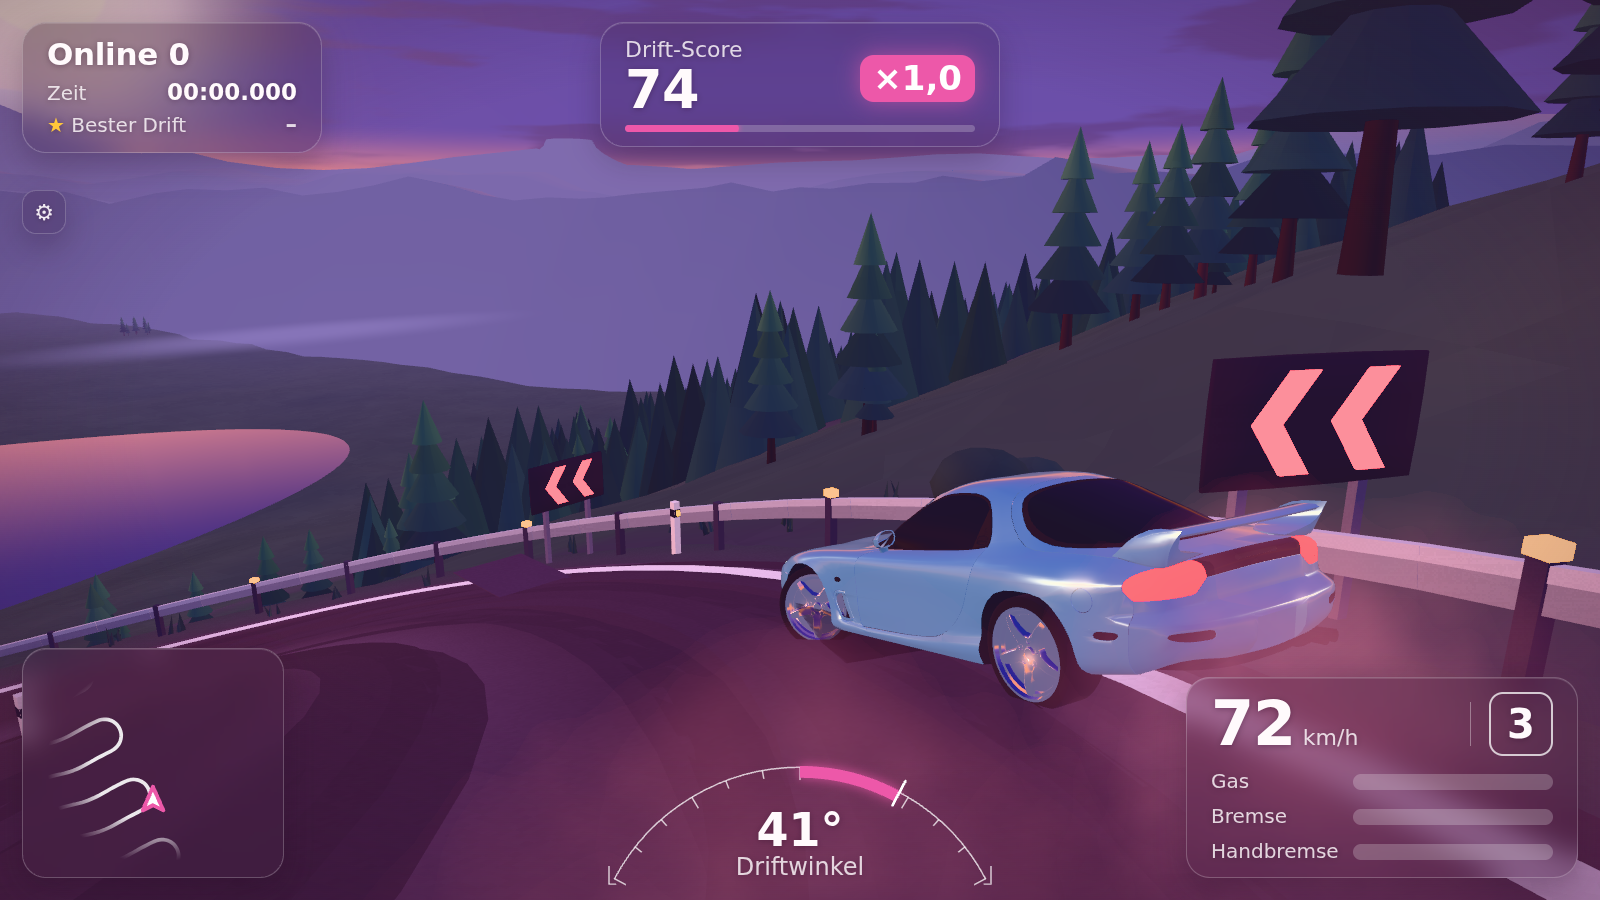 Online 0
Zeit 00:00.000
★ Bester Drift –
Drift-Score
74
×1,0
41°
Driftwinkel
72 km/h
3
Gas
Bremse
Handbremse